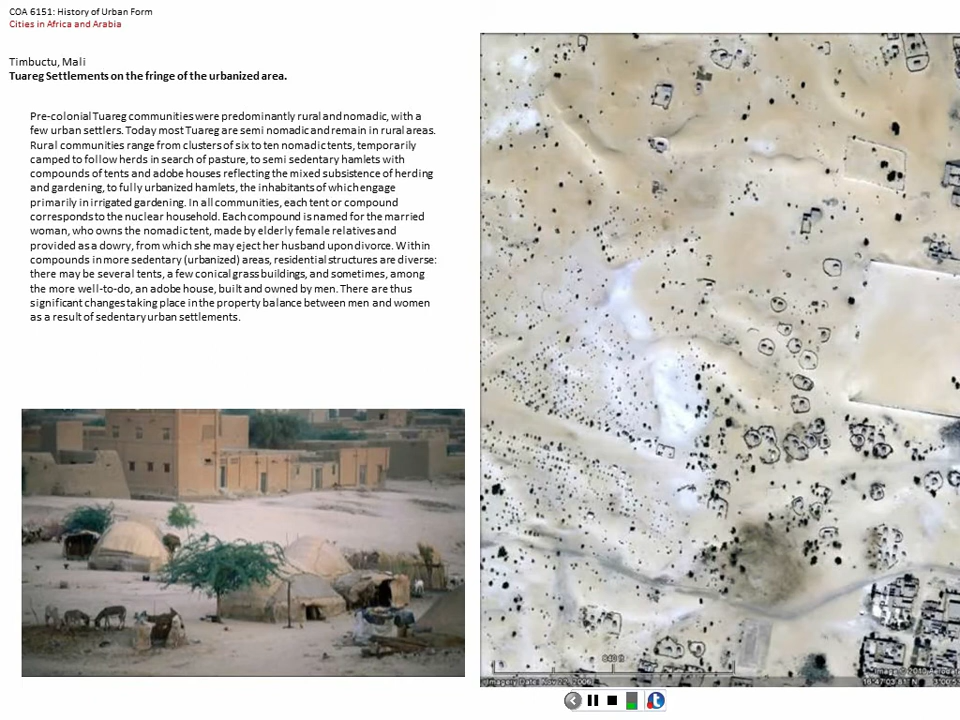 COA 6151: History of Urban Form
Cities in Africa and Arabia
Timbuctu, Mali
Tuareg Settlements on the fringe of the urbanized area.
Pre-colonial Tuareg communities were predominantly rural and nomadic, with a
few urban settlers. Today most Tuareg are semi nomadic and remain in rural areas.
Rural communities range from clusters of six to ten nomadic tents, temporarily
camped to follow herds in search of pasture, to semi sedentary hamlets with
compounds of tents and adobe houses reflecting the mixed subsistence of herding
and gardening, to fully urbanized hamlets, the inhabitants of which engage
primarily in irrigated gardening. In all communities, each tent or compound
corresponds to the nuclear household. Each compound is named for the married
woman, who owns the nomadic tent, made by elderly female relatives and
provided as a dowry, from which she may eject her husband upon divorce. Within
compounds in more sedentary (urbanized) areas, residential structures are diverse:
there may be several tents, a few conical grass buildings, and sometimes, among
the more well-to-do, an adobe house, built and owned by men. There are thus
significant changes taking place in the property balance between men and women
as a result of sedentary urban settlements.
Imagery Date: Nov 22, 2006